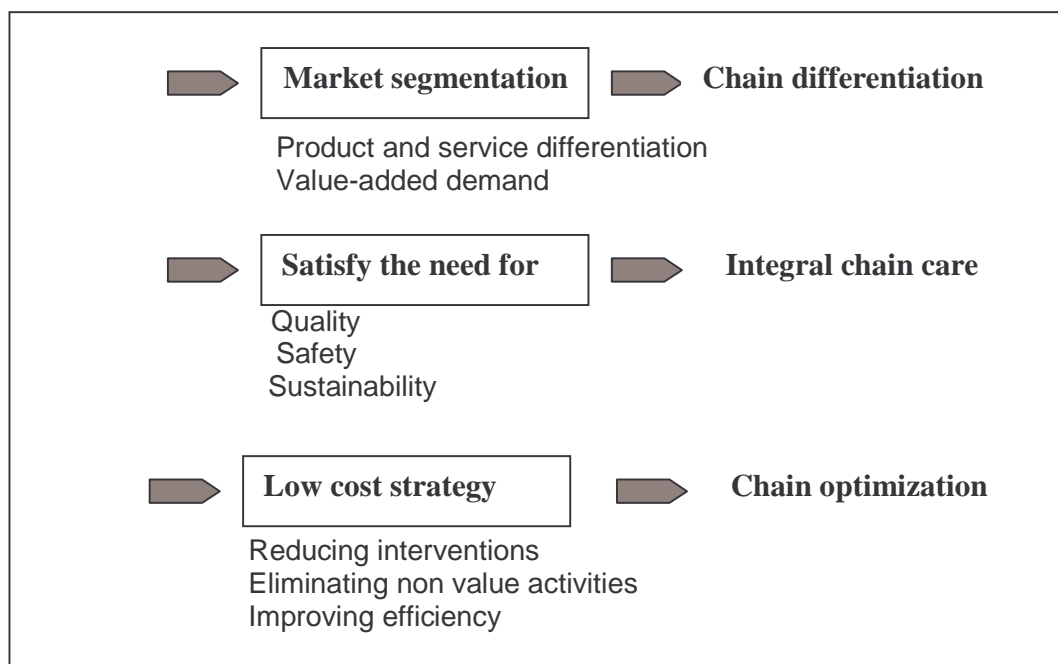 Market segmentation
Chain differentiation
Product and service differentiation
Value-added demand
Satisfy the need for
Integral chain care
Quality
Safety
Sustainability
Low cost strategy
Chain optimization
Reducing interventions
Eliminating non value activities
Improving efficiency